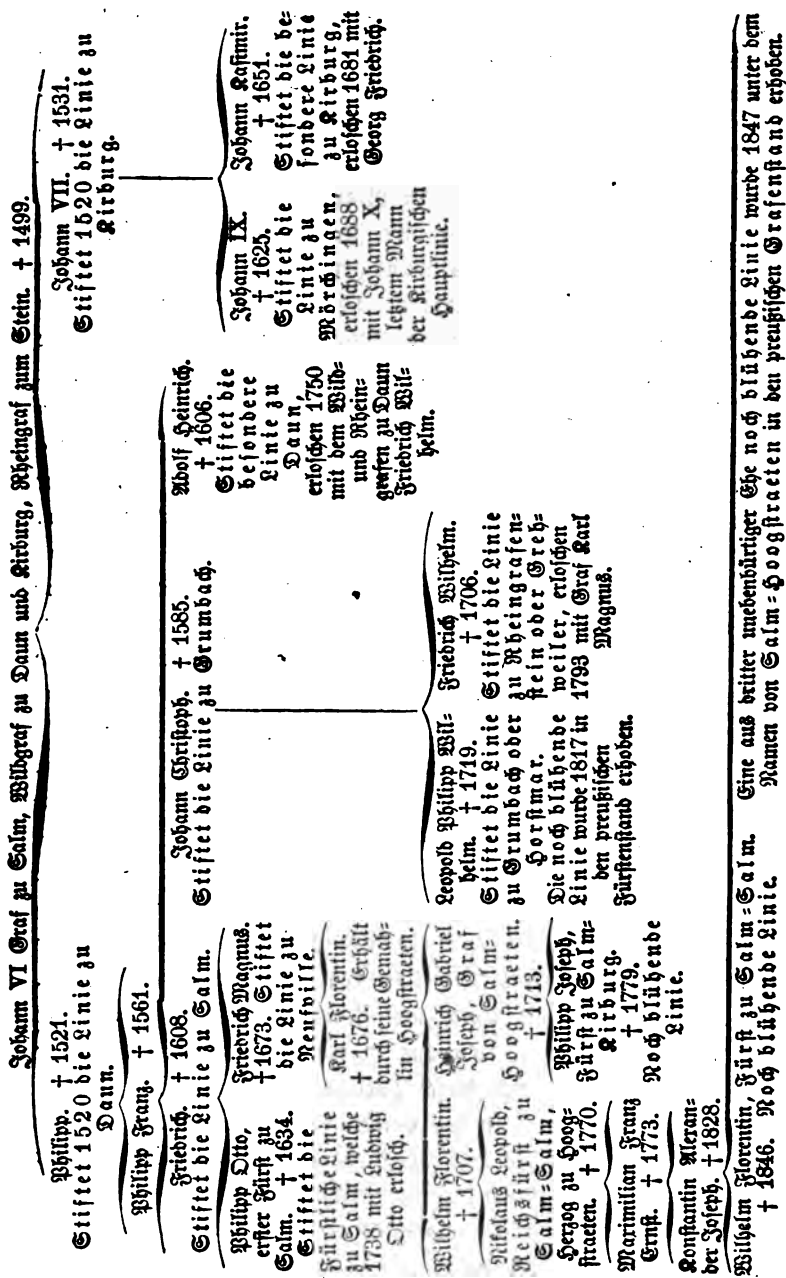 Johann VI Graf zu Salm, Wildgraf zu Daun und Kirburg, Rheingraf zum Stein. † 1499.
Philipp. † 1521.
Stiftet 1520 die Linie zu
Daun.
Johann VII. † 1531.
Stiftet 1520 die Linie zu
Kirburg.
Philipp Franz. † 1561.
Johann IX.
† 1625.
Stiftet die
Linie zu
Mörchingen,
erloschen 1688
mit Johann X,
letztem Mann
der Kirburgischen
Hauptlinie.
Johann Kasimir.
† 1651.
Stiftet die be-
sondere Linie
zu Kirburg,
erloschen 1681 mit
Georg Friedrich.
Friedrich. † 1608.
Stiftet die Linie zu Salm.
Johann Christoph. † 1585.
Stiftet die Linie zu Grumbach.
Adolf Heinrich.
† 1606.
Stiftet die
besondere
Linie zu
Daun,
erloschen 1750
mit dem Wild-
und Rhein-
grafen zu Daun
Friedrich Wil-
helm.
Philipp Otto,
erster Fürst zu
Salm. † 1634.
Stiftet die
Fürstliche Linie
zu Salm, welche
1738 mit Ludwig
Otto erlosch.
Friedrich Magnus.
† 1673. Stiftet
die Linie zu
Neufville.
Karl Florentin.
† 1676. Erhält
durch seine Gemah-
lin Hoogstraeten.
Leopold Philipp Wil-
helm. † 1719.
Stiftet die Linie
zu Grumbach oder
Horstmar.
Die noch blühende
Linie wurde 1817 in
den preußischen
Fürstenstand erhoben.
Friedrich Wilhelm.
† 1706.
Stiftet die Linie
zu Rheingrafen-
stein oder Greh-
weiler, erloschen
1793 mit Graf Karl
Magnus.
Wilhelm Florentin.
† 1707.
Heinrich Gabriel
Joseph, Graf
von Salm-
Hoogstraeten.
† 1713.
Nikolaus Leopold,
Reichsfürst zu
Salm-Salm,
Herzog zu Hoog-
straeten. † 1770.
Philipp Joseph,
Fürst zu Salm-
Kirburg.
† 1779.
Noch blühende
Linie.
Maximilian Franz
Ernst. † 1773.
Konstantin Alexan-
der Joseph. † 1828.
Wilhelm Florentin, Fürst zu Salm-Salm.
† 1846. Noch blühende Linie.
Eine aus dritter unebenbürtiger Ehe noch blühende Linie wurde 1847 unter dem
Namen von Salm-Hoogstraeten in den preußischen Grafenstand erhoben.